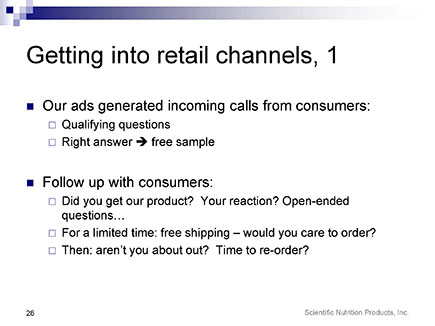 Getting into retail channels, 1
Our ads generated incoming calls from consumers:
Qualifying questions
Right answer ➔ free sample
Follow up with consumers:
Did you get our product? Your reaction? Open-ended
questions…
For a limited time: free shipping – would you care to order?
Then: aren’t you about out? Time to re-order?
26
Scientific Nutrition Products, Inc.